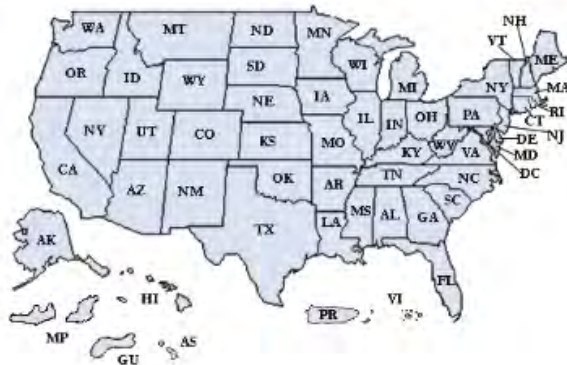 NH
WA
MT
ND
MN
VT
ME
OR
ID
SD
WI
MI
NY
MA
WY
RI
CT
NE
IA
PA
NJ
NV
UT
CO
IL
IN
OH
DE
KS
MO
KY
WV
VA
MD
DC
CA
AZ
NM
OK
AR
TN
NC
SC
TX
LA
MS
AL
GA
AK
FL
HI
VI
PR
MP
GU
AS